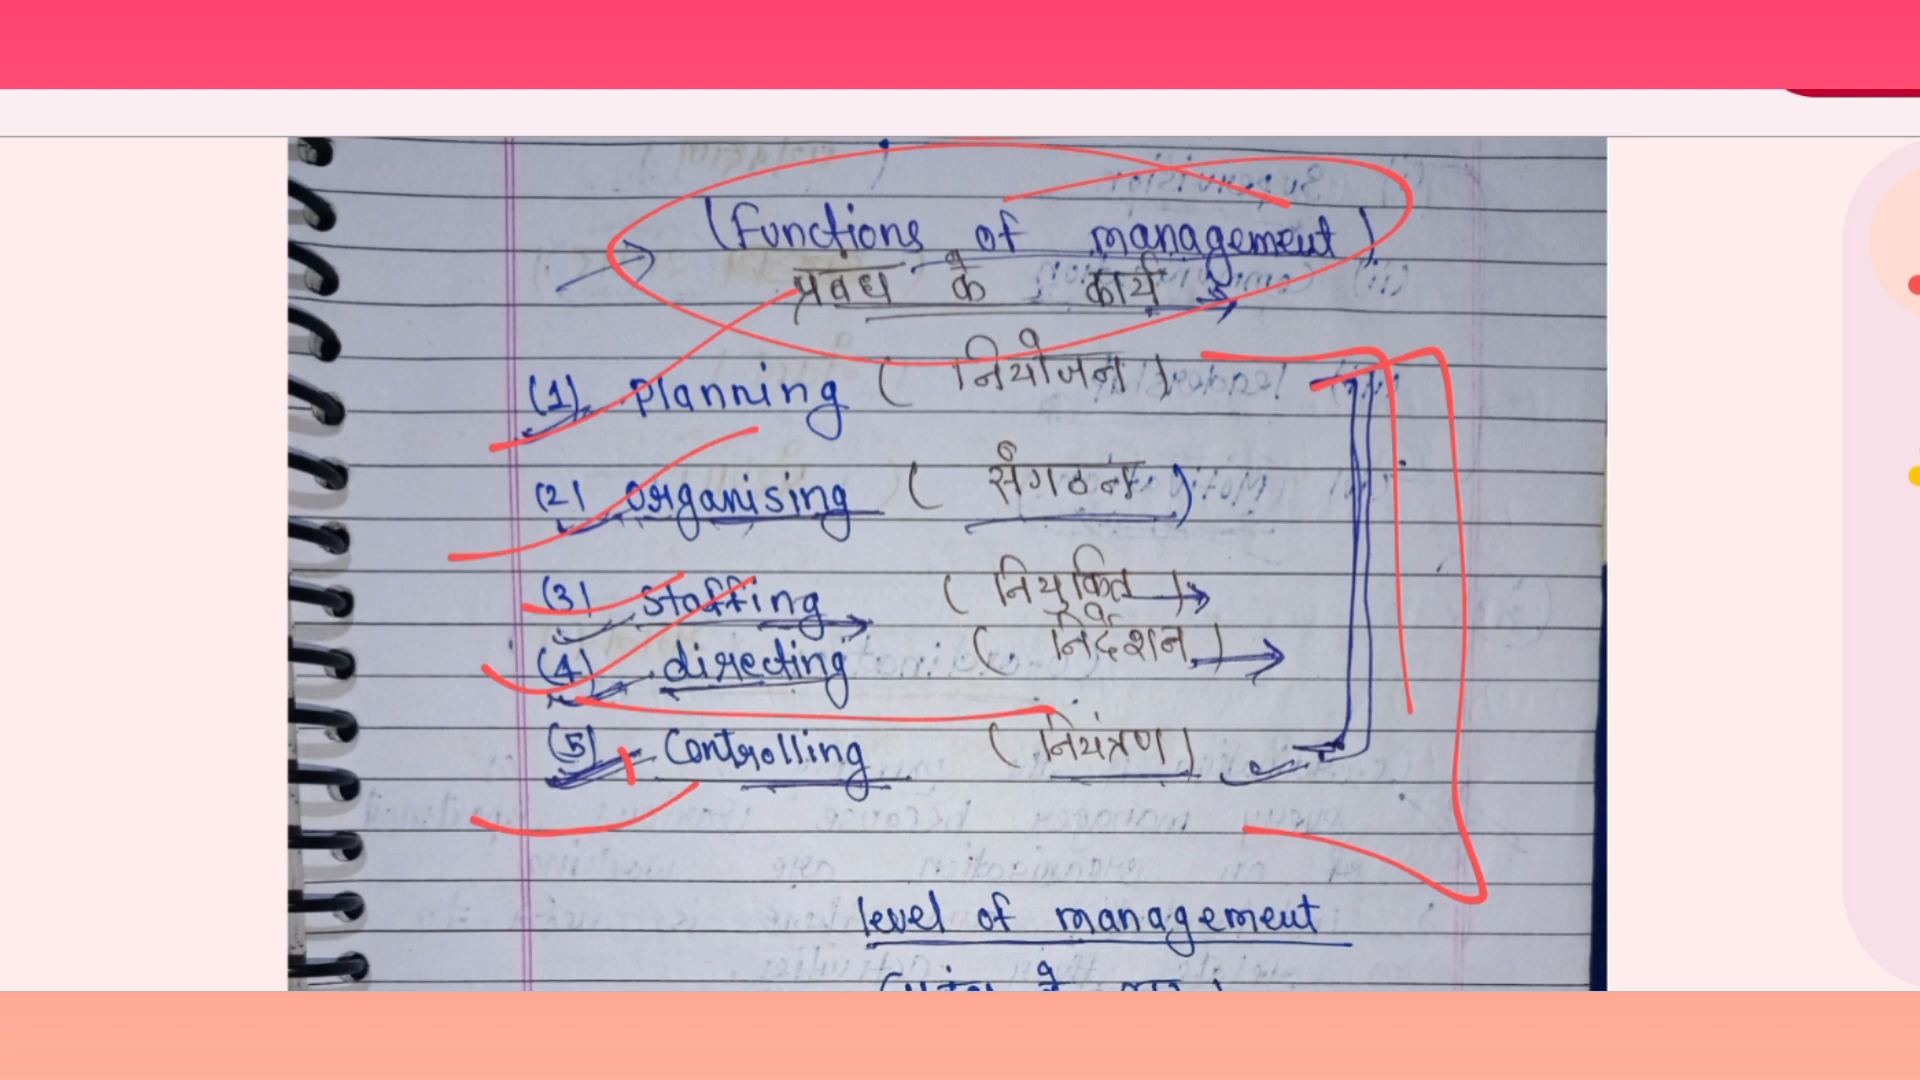 (Functions of management)
प्रबंध के कार्य
(1) Planning ( नियोजन )
(2) organising ( संगठन )
(3) staffing ( नियुक्ति )
(4) directing ( निर्देशन )
(5) Controlling ( नियंत्रण )
level of management